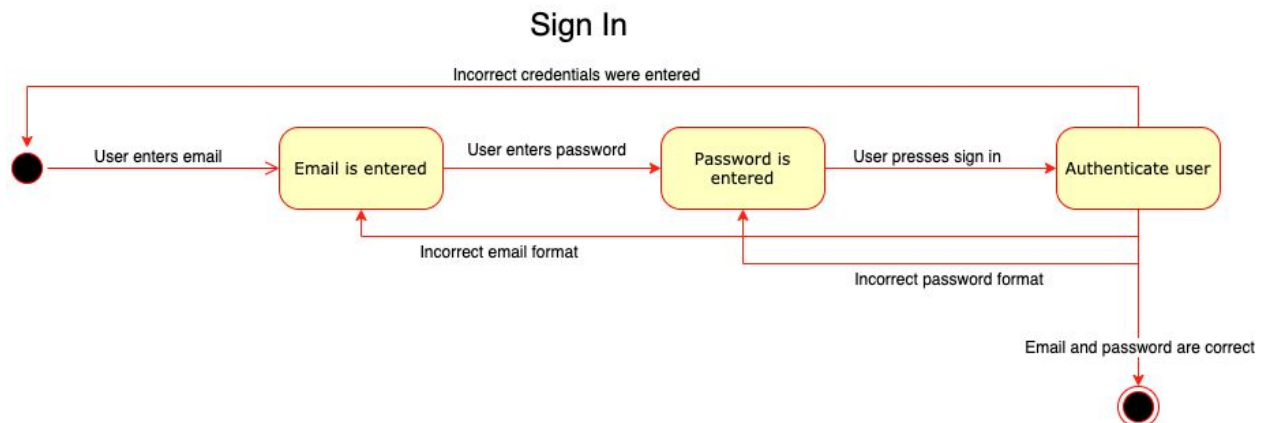 Sign In
Incorrect credentials were entered
User enters email
Email is entered
User enters password
Password is
entered
User presses sign in
Authenticate user
Incorrect email format
Incorrect password format
Email and password are correct